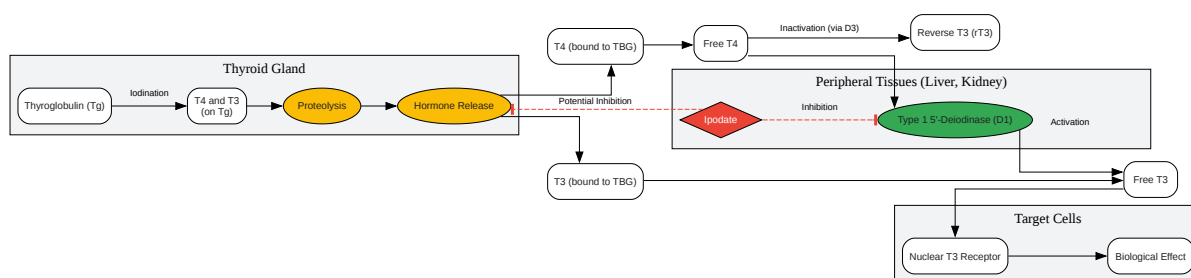 Inactivation (via D3)
Reverse T3 (rT3)
T4 (bound to TBG)
Free T4
Thyroid Gland
Peripheral Tissues (Liver, Kidney)
Thyroglobulin (Tg)
Iodination
T4 and T3
(on Tg)
Proteolysis
Hormone Release
Potential Inhibition
Ipodate
Inhibition
Type 1 5'-Deiodinase (D1)
Activation
T3 (bound to TBG)
Free T3
Target Cells
Nuclear T3 Receptor
Biological Effect